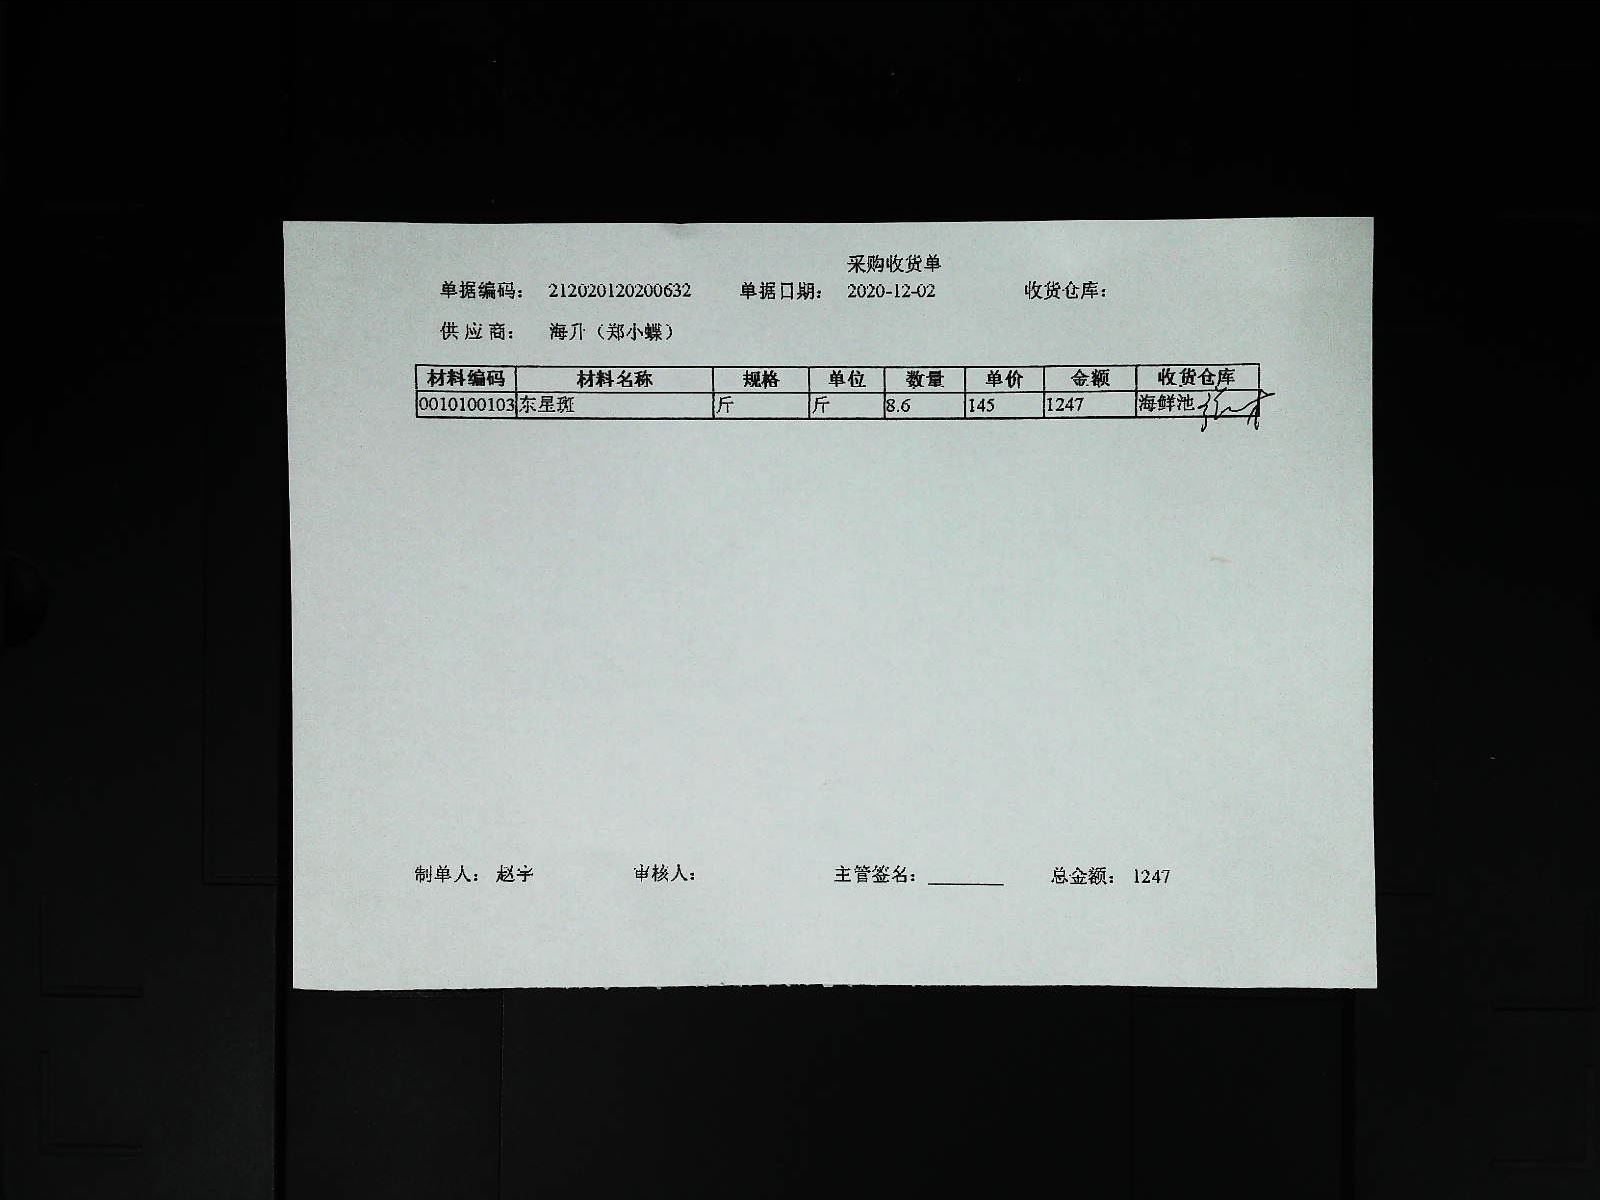 采购收货单
单据编码： 212020120200632 单据日期： 2020-12-02 收货仓库：
供 应 商： 海升（郑小蝶）
材料编码 材料名称 规格 单位 数量 单价 金额 收货仓库
0010100103 东星斑 斤 斤 8.6 145 1247 海鲜池
制单人： 赵宇 审核人： 主管签名： 总金额： 1247